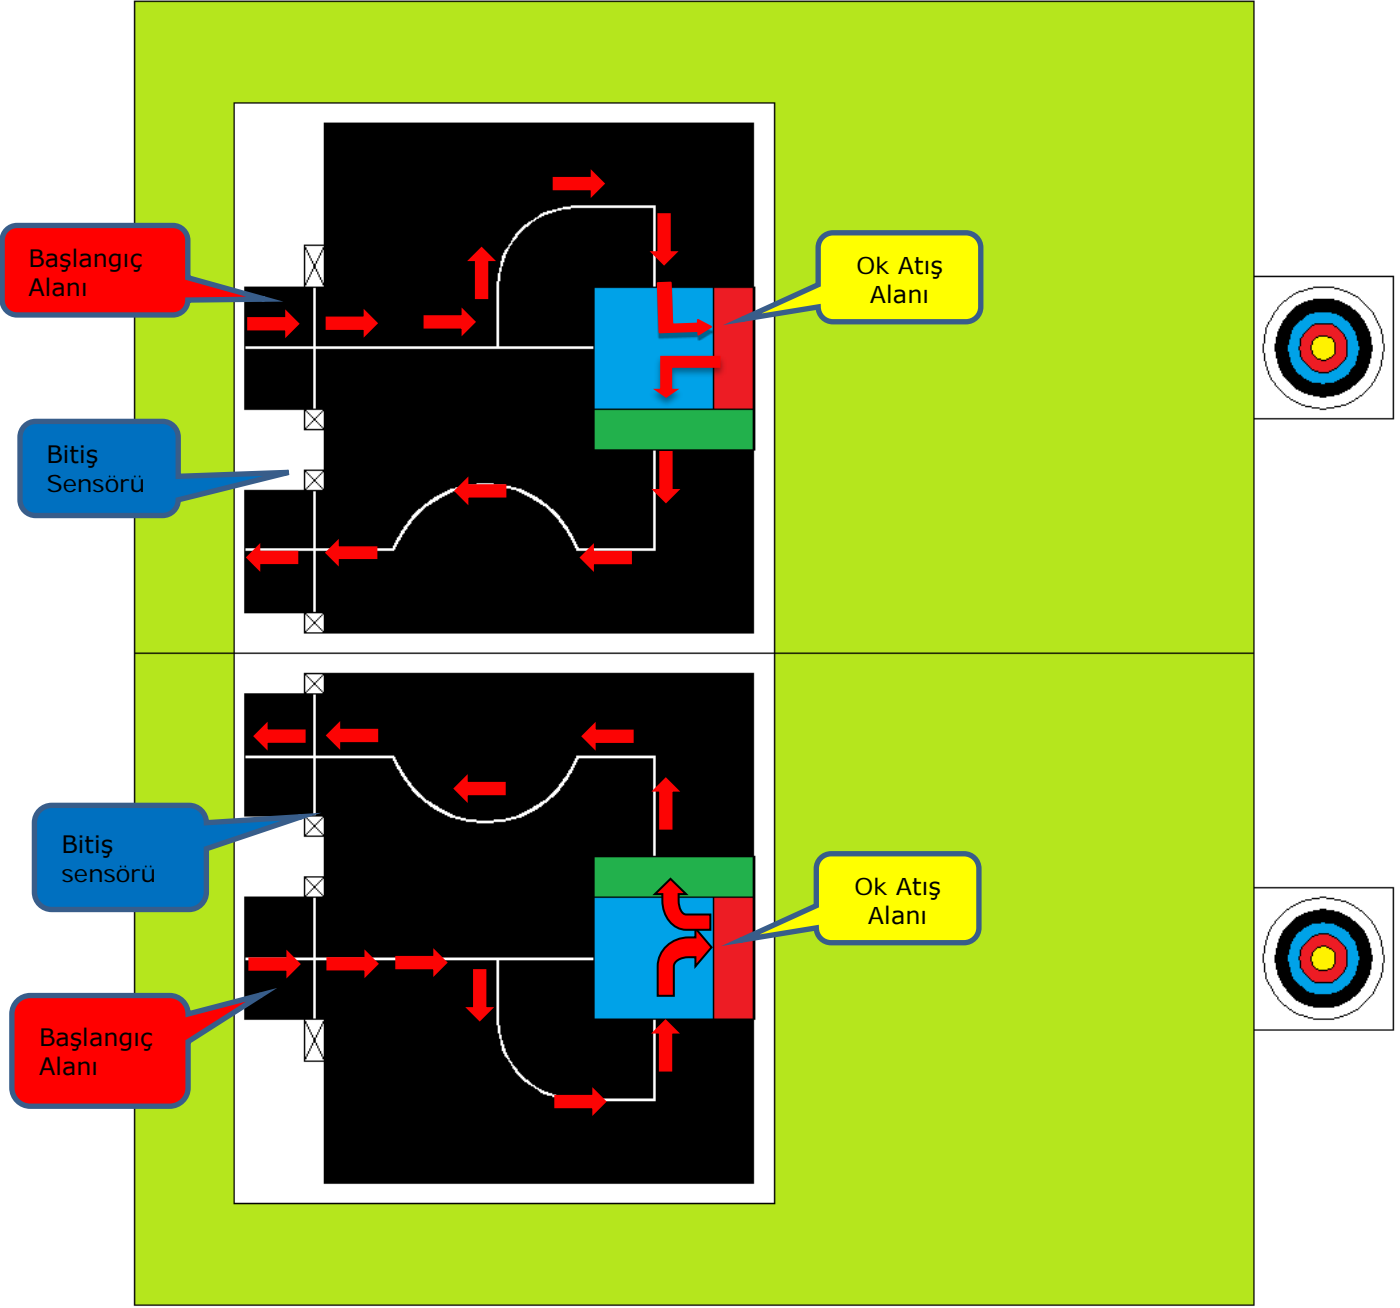 Başlangıç
Alanı
Ok Atış
Alanı
Bitiş
Sensörü
Bitiş
sensörü
Ok Atış
Alanı
Başlangıç
Alanı